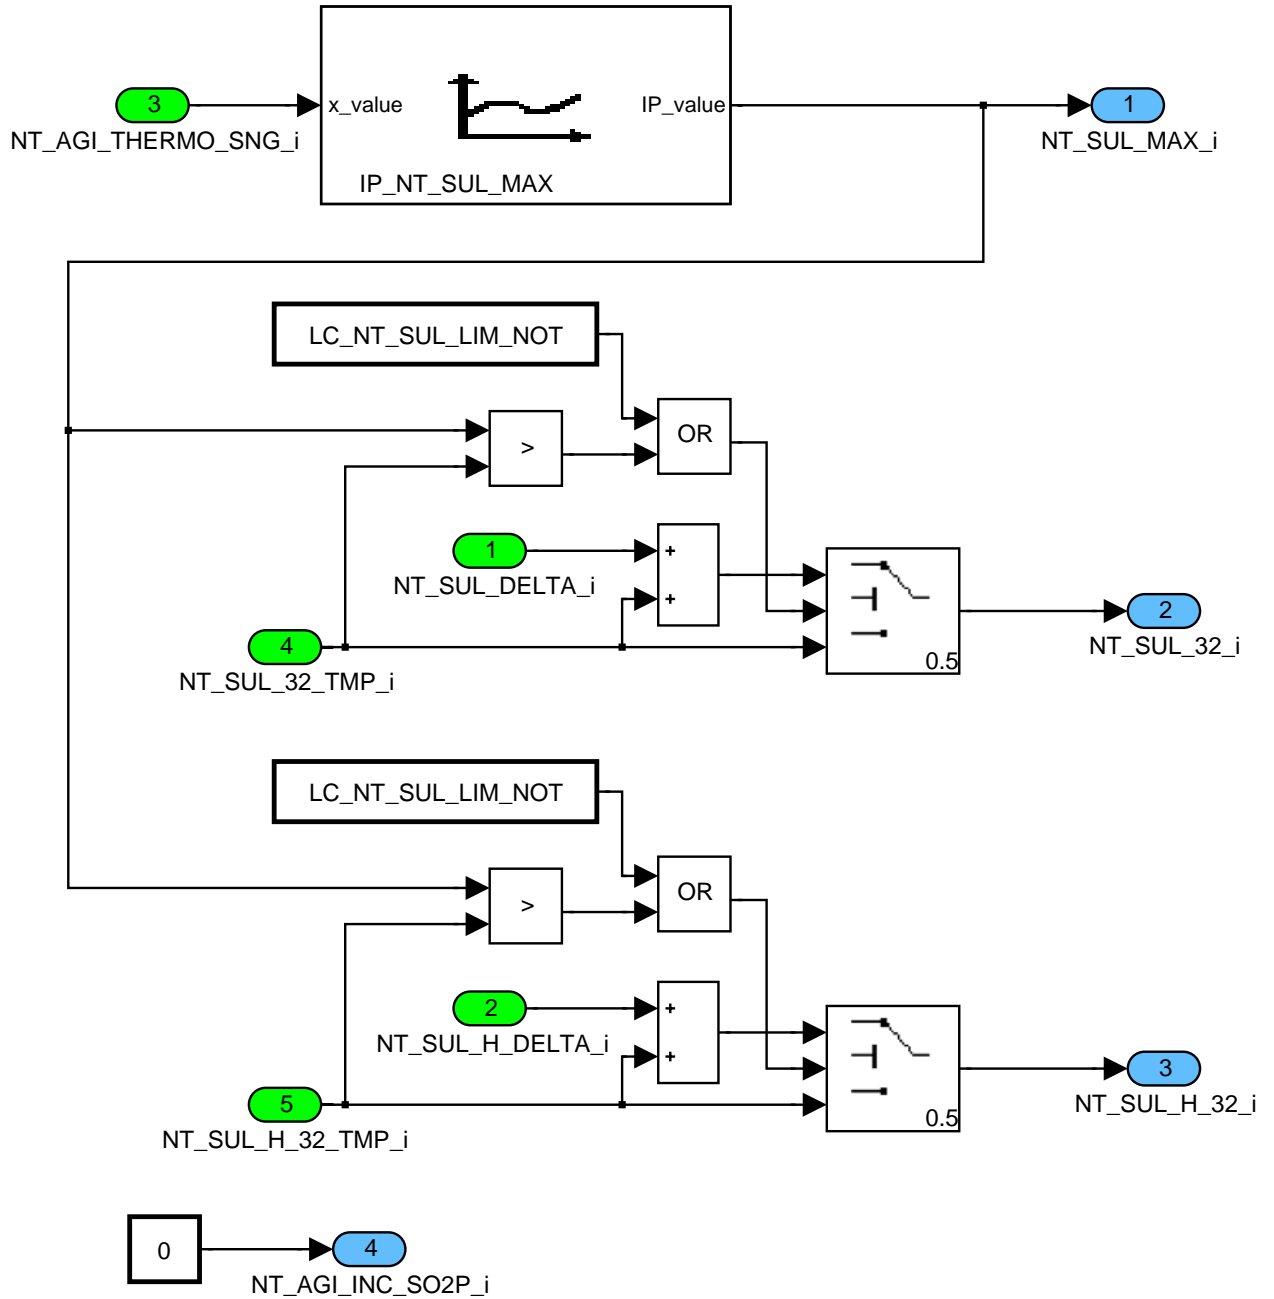 3
x_value
IP_value
1
NT_AGI_THERMO_SNG_i
NT_SUL_MAX_i
IP_NT_SUL_MAX
LC_NT_SUL_LIM_NOT
>
OR
1
+
NT_SUL_DELTA_i
+
4
2
NT_SUL_32_TMP_i
0.5
NT_SUL_32_i
LC_NT_SUL_LIM_NOT
>
OR
2
+
NT_SUL_H_DELTA_i
+
5
3
NT_SUL_H_32_TMP_i
0.5
NT_SUL_H_32_i
0
4
NT_AGI_INC_SO2P_i